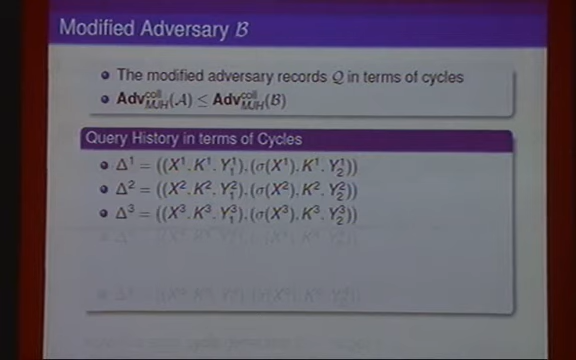 Modified Adversary ℬ
The modified adversary records 𝒬 in terms of cycles
Adv^coll_MJH(𝒜) ≤ Adv^coll_MJH(ℬ)
Query History in terms of Cycles
Δ¹ = ((X¹, K¹, Y¹₁), (σ(X¹), K¹, Y¹₂))
Δ² = ((X², K², Y²₁), (σ(X²), K², Y²₂))
Δ³ = ((X³, K³, Y³₁), (σ(X³), K³, Y³₂))